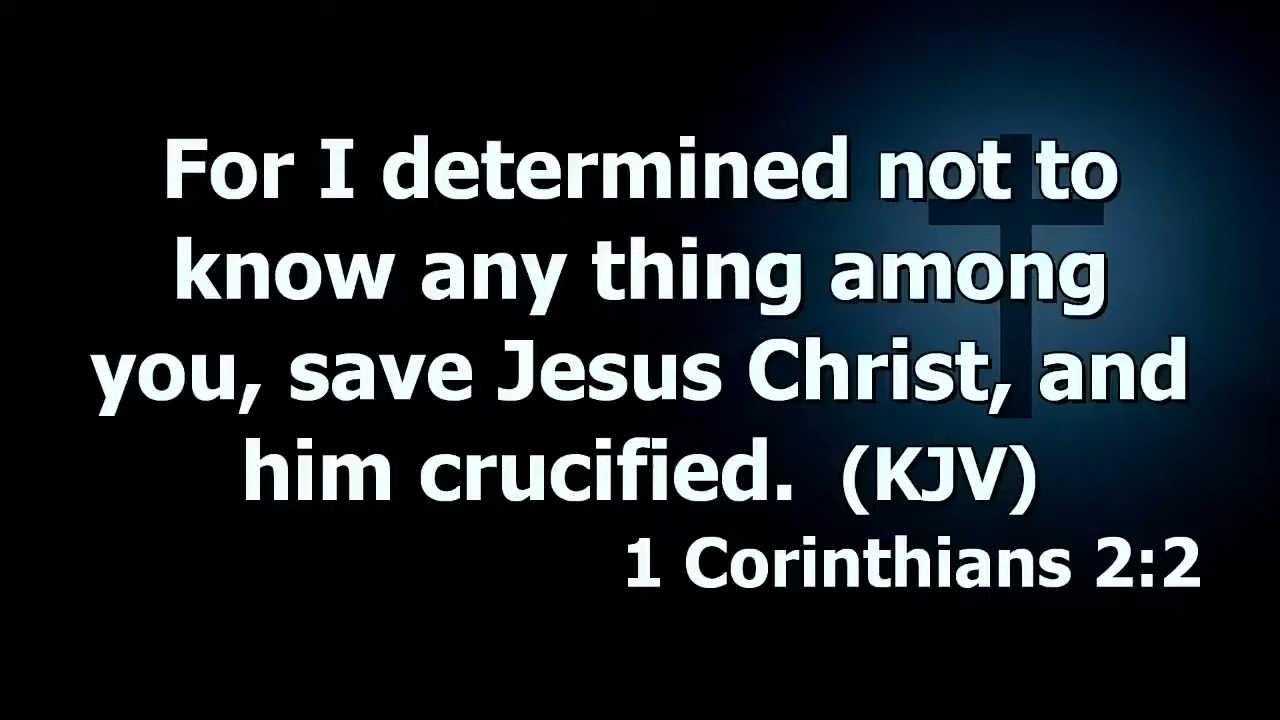 For I determined not to
know any thing among
you, save Jesus Christ, and
him crucified.  (KJV)
1 Corinthians 2:2